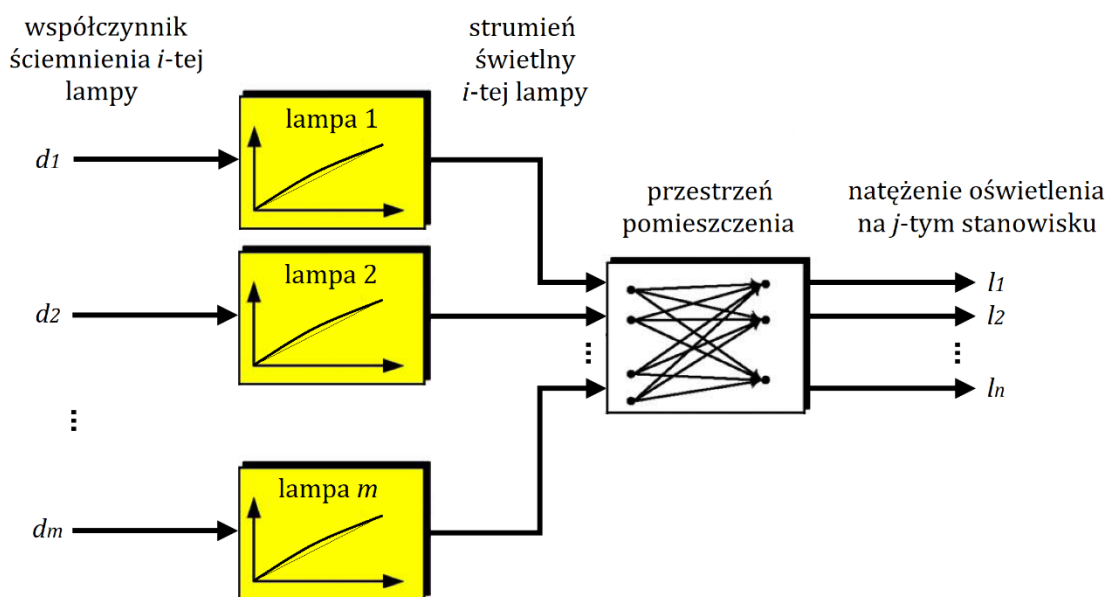 współczynnik
ściemnienia i-tej
lampy
strumień
świetlny
i-tej lampy
lampa 1
d1
przestrzeń
pomieszczenia
natężenie oświetlenia
na j-tym stanowisku
lampa 2
l1
d2
l2
...
...
ln
...
lampa m
dm